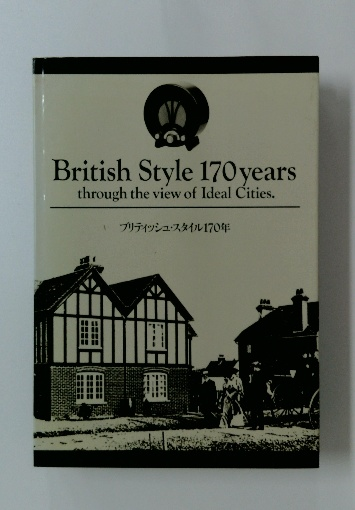 British Style 170 years
through the view of Ideal Cities.
ブリティッシュ・スタイル170年